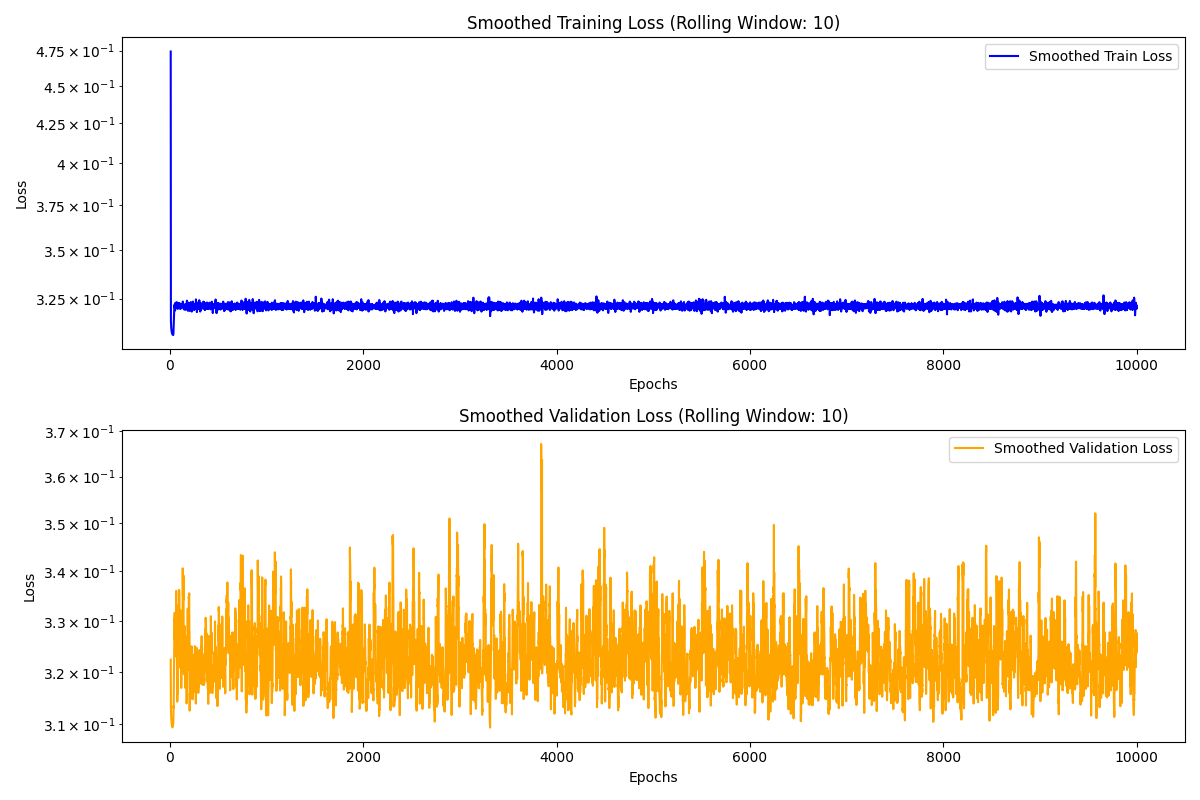 Smoothed Training Loss (Rolling Window: 10)
4.75 × 10⁻¹
4.5 × 10⁻¹
4.25 × 10⁻¹
4 × 10⁻¹
3.75 × 10⁻¹
3.5 × 10⁻¹
3.25 × 10⁻¹
Loss
Smoothed Train Loss
0 2000 4000 6000 8000 10000
Epochs
Smoothed Validation Loss (Rolling Window: 10)
3.7 × 10⁻¹
3.6 × 10⁻¹
3.5 × 10⁻¹
3.4 × 10⁻¹
3.3 × 10⁻¹
3.2 × 10⁻¹
3.1 × 10⁻¹
Loss
Smoothed Validation Loss
0 2000 4000 6000 8000 10000
Epochs